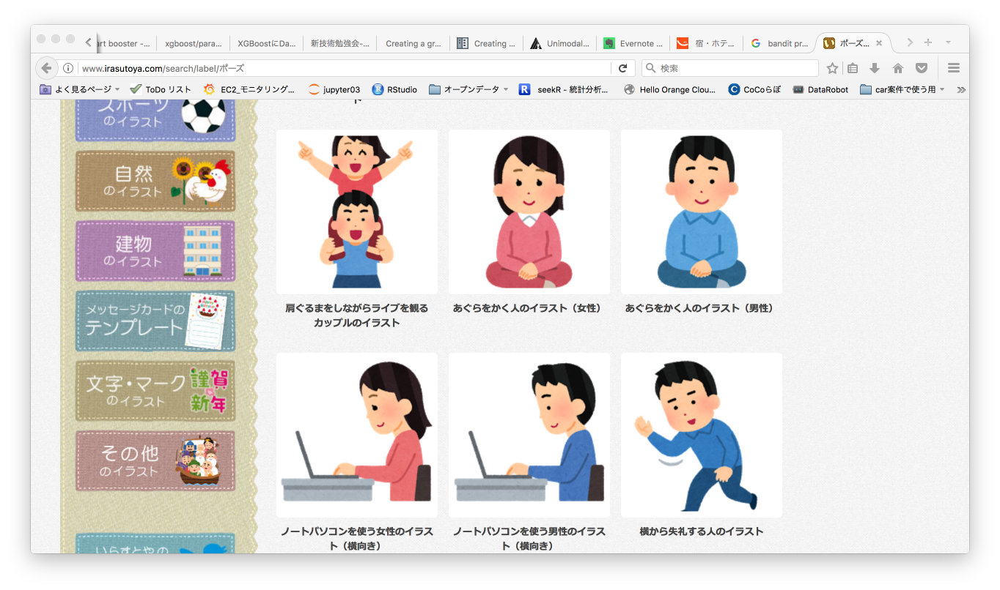 art booster -...
xgboost/para...
XGBoostにDa...
新技術勉強会-...
Creating a gr...
Creating ...
Unimodal...
Evernote ...
宿・ホテ...
bandit pr...
ポーズ...
www.irasutoya.com/search/label/ポーズ
検索
よく見るページ
ToDo リスト
EC2_モニタリング...
jupyter03
RStudio
オープンデータ
seekR - 統計分析...
Hello Orange Clou...
CoCoらぼ
DataRobot
car案件で使う用
スポーツ
のイラスト
自然
のイラスト
建物
のイラスト
メッセージカードの
テンプレート
文字・マーク
のイラスト
謹賀
新年
その他
のイラスト
いらすとやの
肩ぐるまをしながらライブを観る
カップルのイラスト
あぐらをかく人のイラスト（女性）
あぐらをかく人のイラスト（男性）
ノートパソコンを使う女性のイラス
ト（横向き）
ノートパソコンを使う男性のイラス
ト（横向き）
横から失礼する人のイラスト